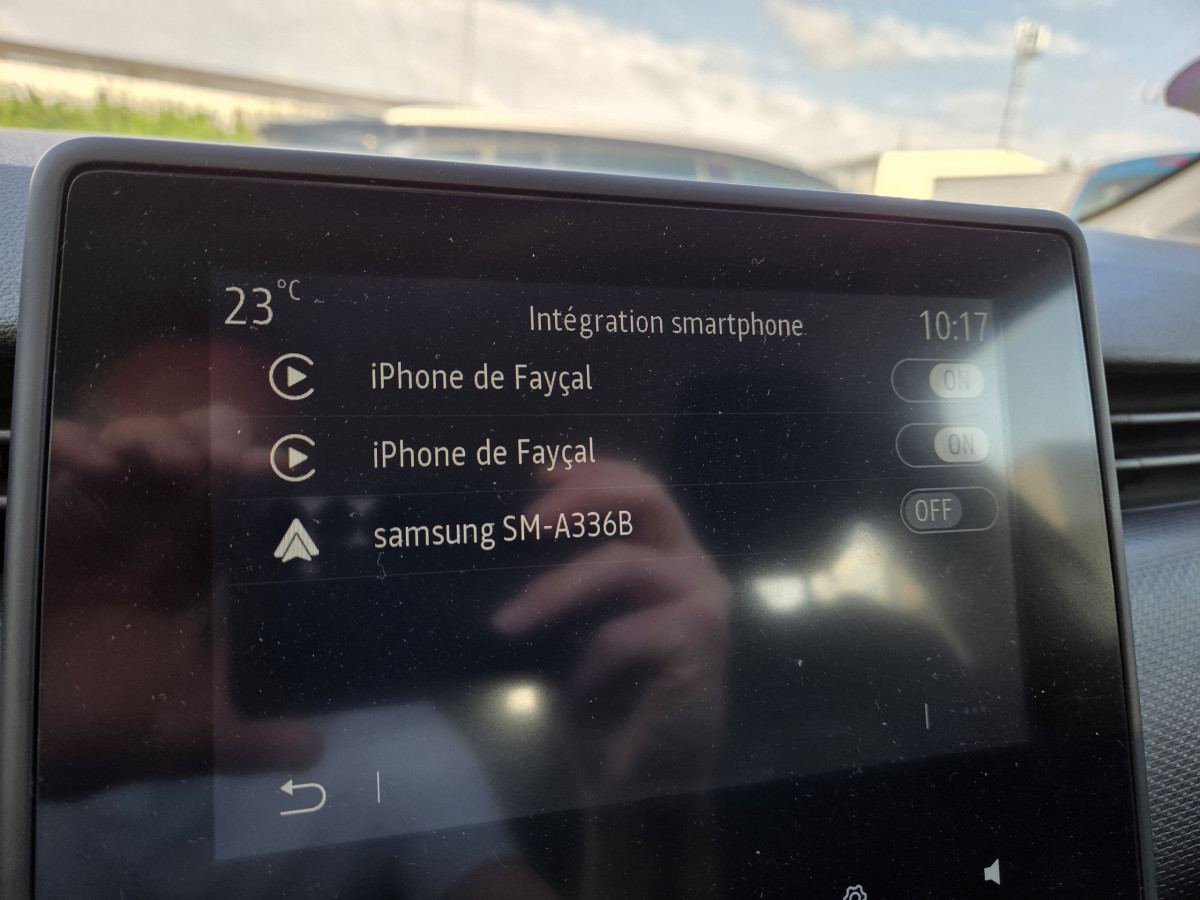 23°C
Intégration smartphone
10:17
iPhone de Fayçal
ON
iPhone de Fayçal
ON
samsung SM-A336B
OFF